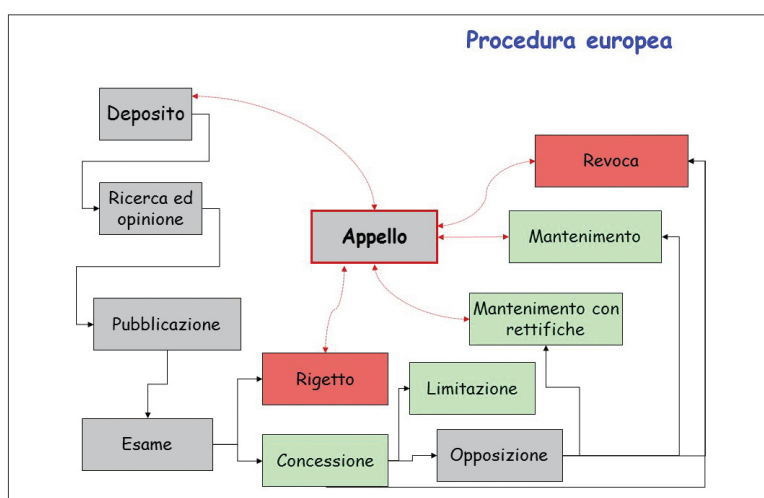 Procedura europea
Deposito
Revoca
Ricerca ed
opinione
Appello
Mantenimento
Pubblicazione
Mantenimento con
rettifiche
Rigetto
Limitazione
Esame
Concessione
Opposizione